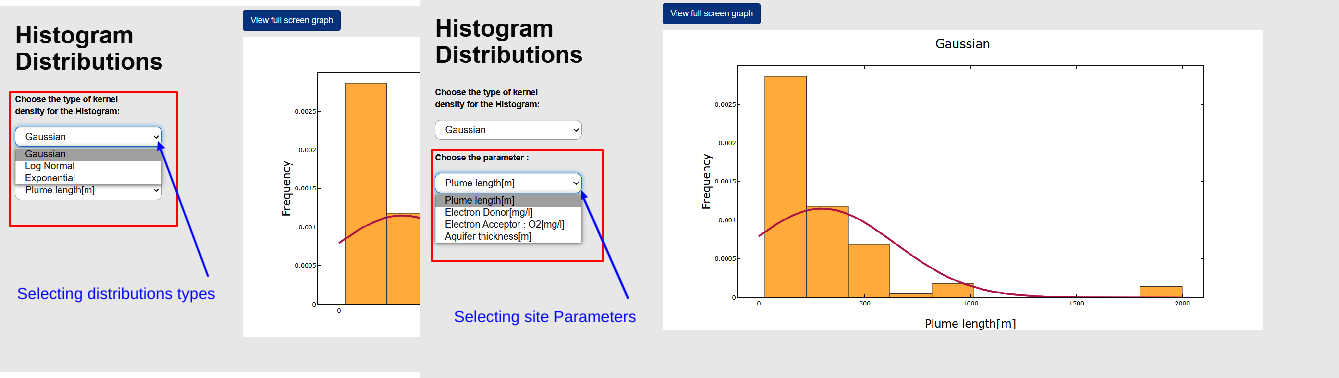 View full screen graph
Histogram
Distributions
Choose the type of kernel
density for the Histogram:
Gaussian
Gaussian
Log Normal
Exponential
Plume length[m]
Selecting distributions types
0.0025
0.002
0.0015
0.001
0.0005
0
Frequency
0
Histogram
Distributions
Choose the type of kernel
density for the Histogram:
Gaussian
Choose the parameter :
Plume length[m]
Plume length[m]
Electron Donor[mg/l]
Electron Acceptor : O2[mg/l]
Aquifer thickness[m]
Selecting site Parameters
View full screen graph
Gaussian
0.0025
0.002
0.0015
0.001
0.0005
0
Frequency
0
500
1000
1500
2000
Plume length[m]